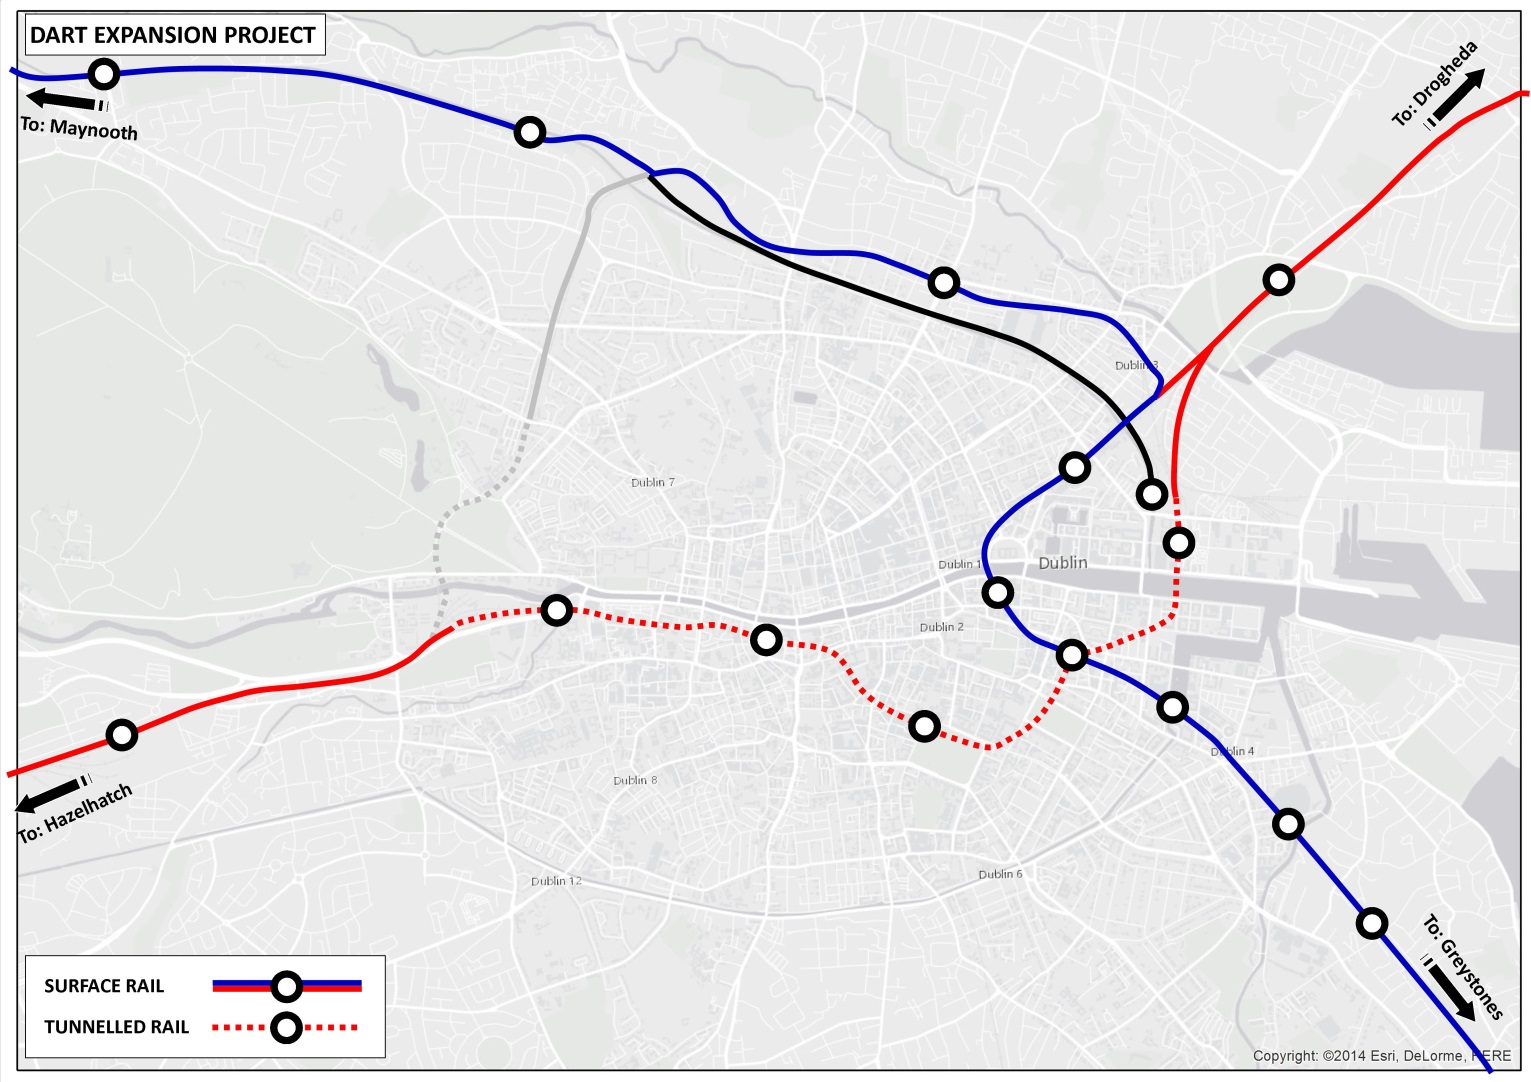 DART EXPANSION PROJECT
To: Drogheda
To: Maynooth
Dublin 3
Dublin 7
Dublin 1
Dublin
Dublin 2
Dublin 4
Dublin 8
To: Hazelhatch
Dublin 6
Dublin 12
To: Greystones
SURFACE RAIL
TUNNELLED RAIL
Copyright: ©2014 Esri, DeLorme, HERE